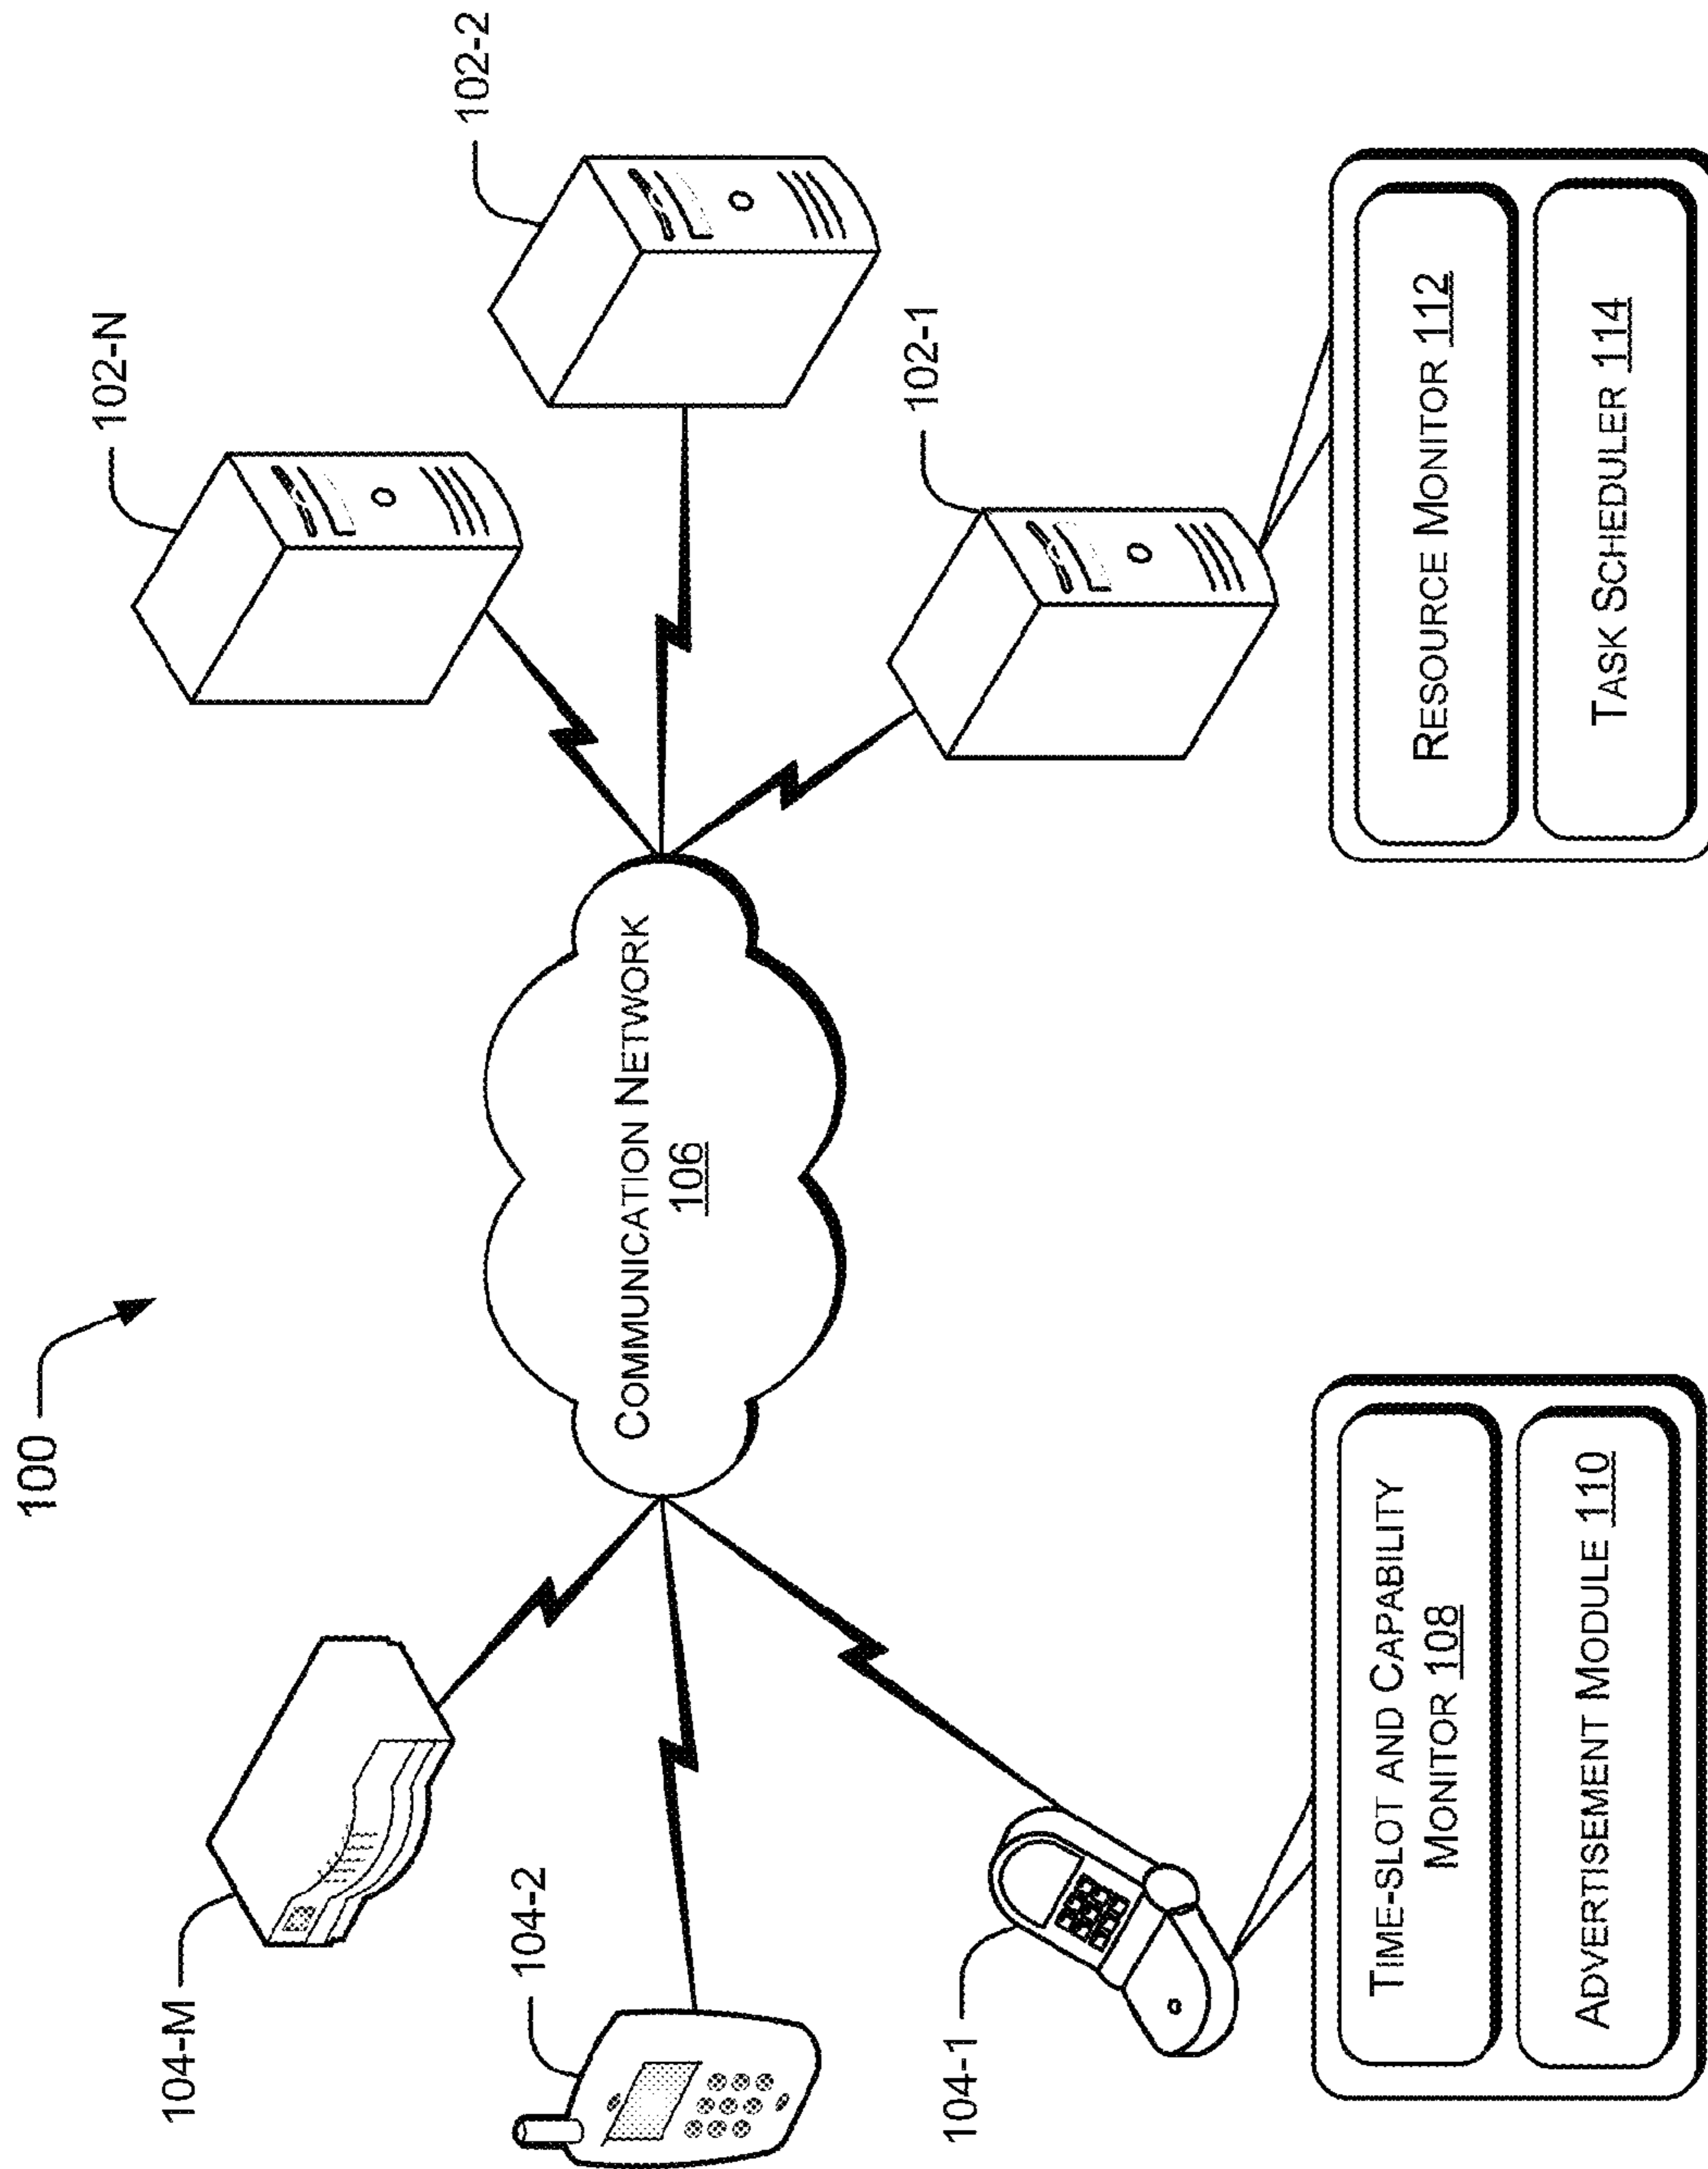 100
104-M
104-2
104-1
TIME-SLOT AND CAPABILITY
MONITOR 108
ADVERTISEMENT MODULE 110
COMMUNICATION NETWORK
106
102-N
102-2
102-1
RESOURCE MONITOR 112
TASK SCHEDULER 114